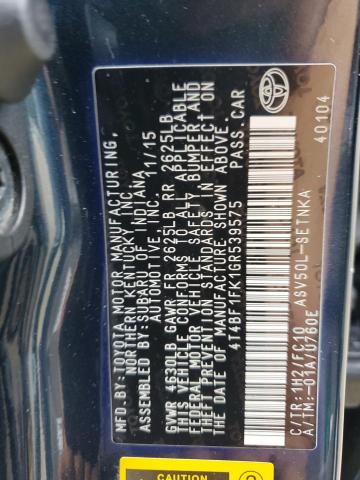 MFD.BY:TOYOTA MOTOR MANUFACTURING,
NORTHERN KENTUCKY, INC.
ASSEMBLED BY:SUBARU OF INDIANA
AUTOMOTIVE INC. 11/15
GVWR 4630LB GAWR FR 2625LB RR 2625LB
THIS VEHICLE CONFORMS TO ALL APPLICABLE
FEDERAL MOTOR VEHICLE SAFETY, BUMPER, AND
THEFT PREVENTION STANDARDS IN EFFECT ON
THE DATE OF MANUFACTURE SHOWN ABOVE.
4T4BF1FK1GR539575 PASS.CAR
C/TR:1H2/FC10 ASV50L-SETNKA
A/TM:-01A/U760E 40104
CAUTION